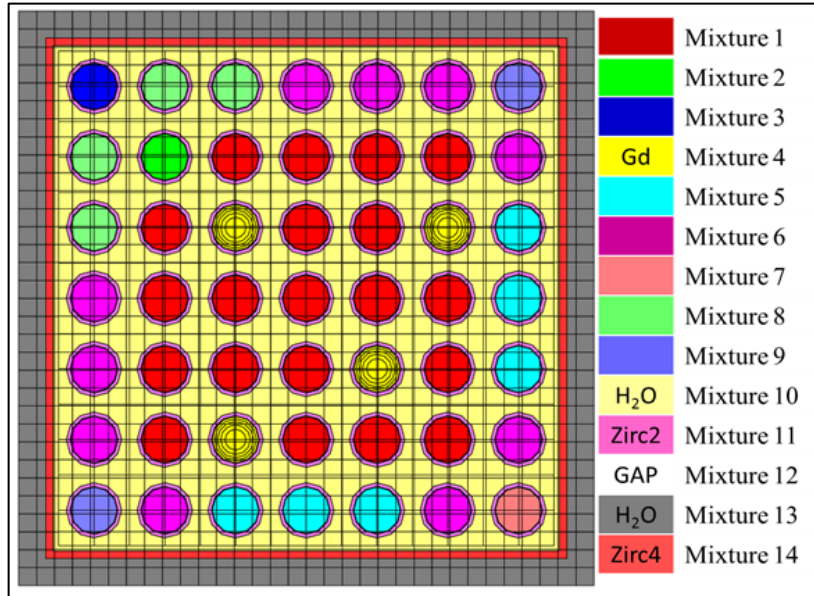 Mixture 1
Mixture 2
Mixture 3
Gd Mixture 4
Mixture 5
Mixture 6
Mixture 7
Mixture 8
Mixture 9
H₂O Mixture 10
Zirc2 Mixture 11
GAP Mixture 12
H₂O Mixture 13
Zirc4 Mixture 14